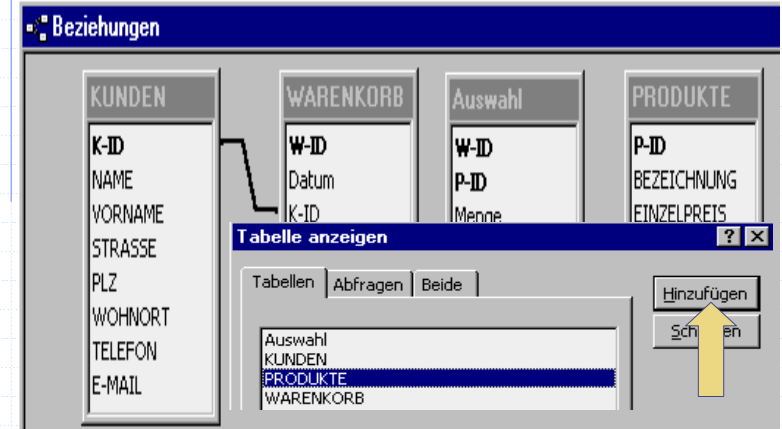 Beziehungen
KUNDEN
K-ID
NAME
VORNAME
STRASSE
PLZ
WOHNORT
TELEFON
E-MAIL
WARENKORB
W-ID
Datum
K-ID
Auswahl
W-ID
P-ID
Menge
PRODUKTE
P-ID
BEZEICHNUNG
EINZELPREIS
Tabelle anzeigen
Tabellen Abfragen Beide
Auswahl
KUNDEN
PRODUKTE
WARENKORB
Hinzufügen